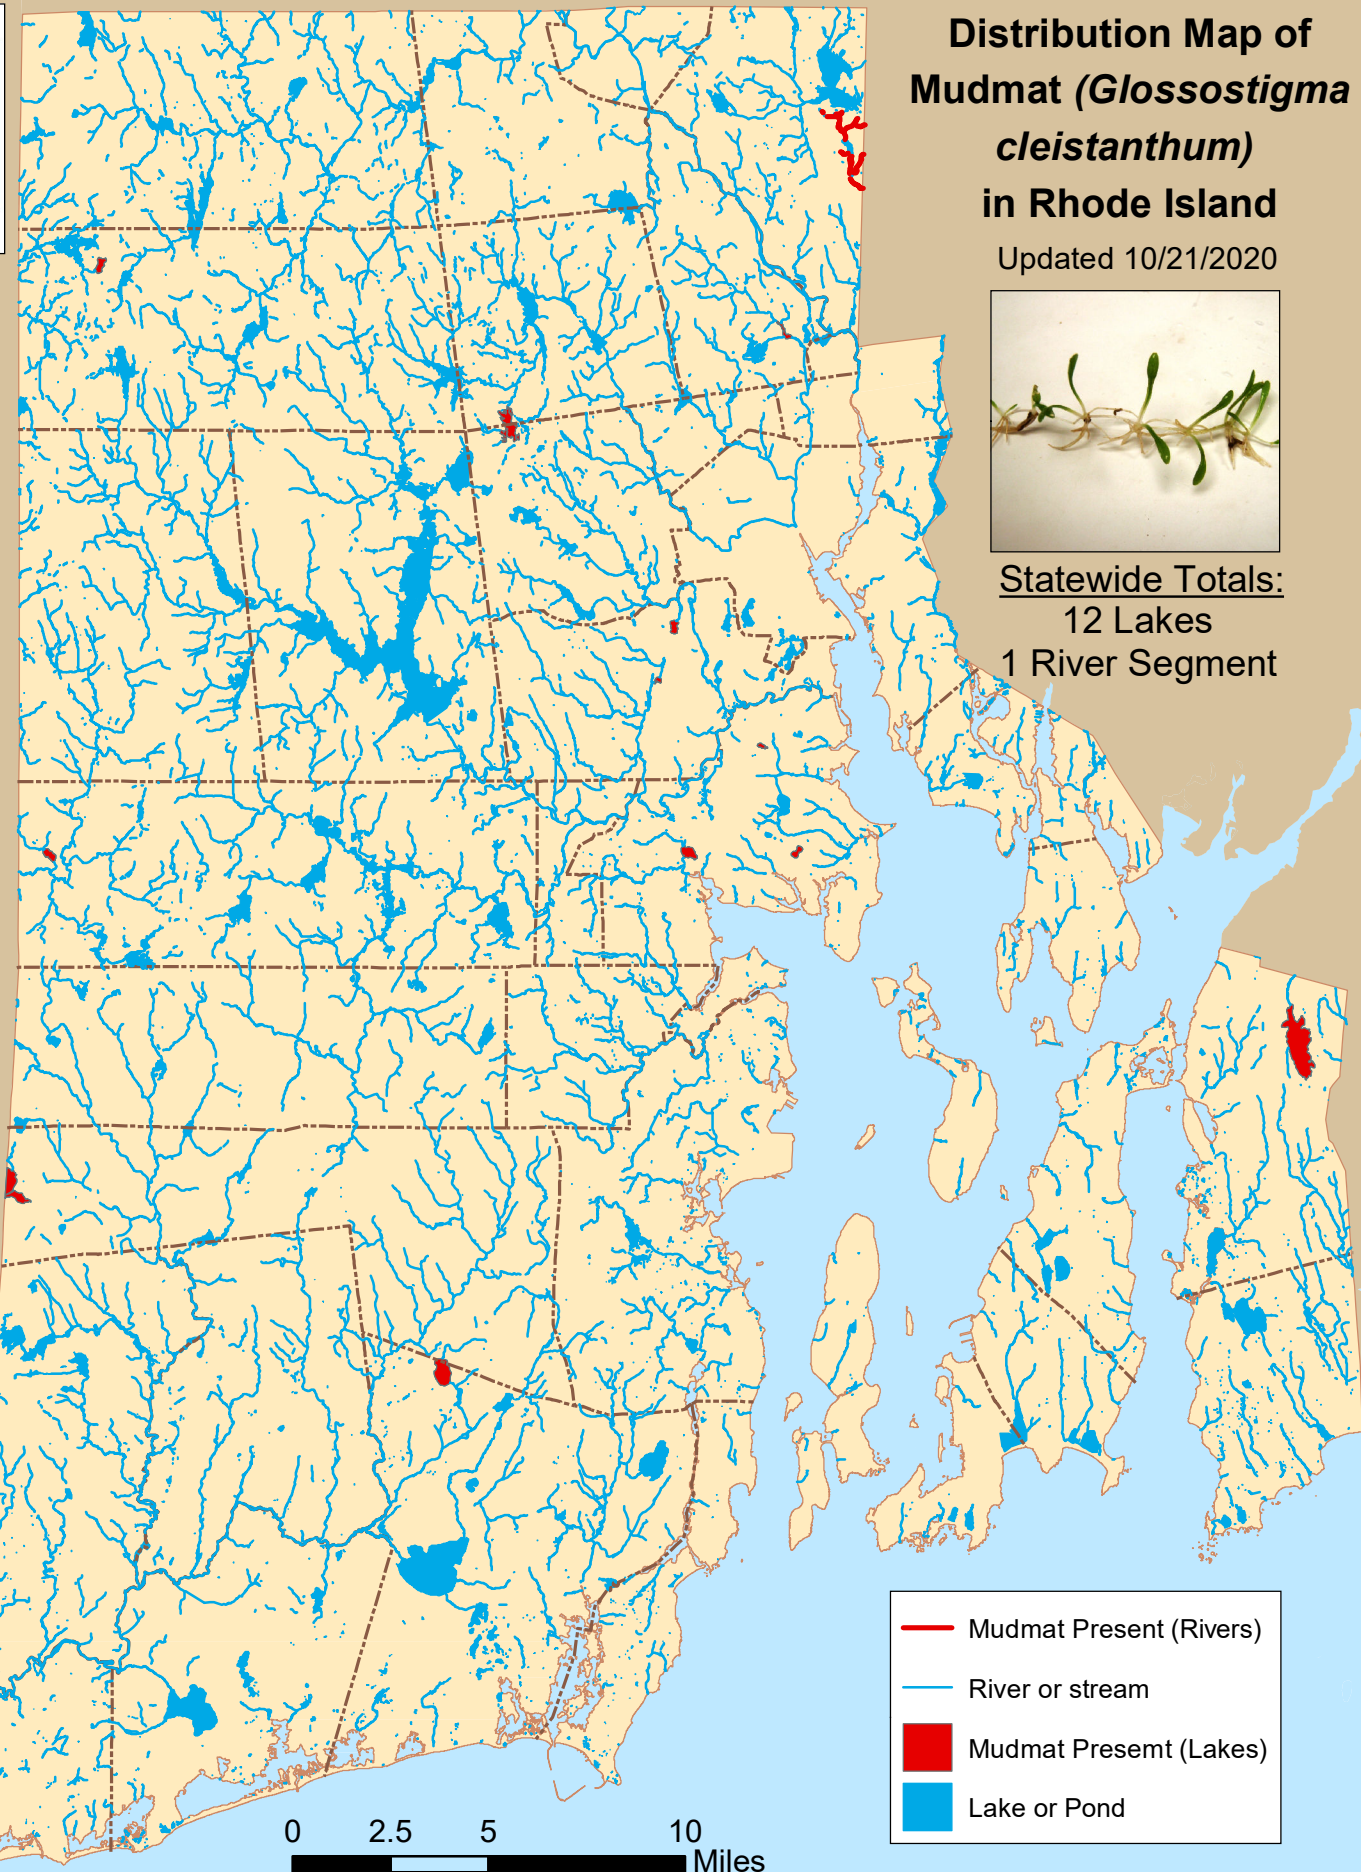 Distribution Map of
Mudmat (Glossostigma
cleistanthum)
in Rhode Island
Updated 10/21/2020
Statewide Totals:
12 Lakes
1 River Segment
Mudmat Present (Rivers)
River or stream
Mudmat Presemt (Lakes)
Lake or Pond
0 2.5 5 10
Miles